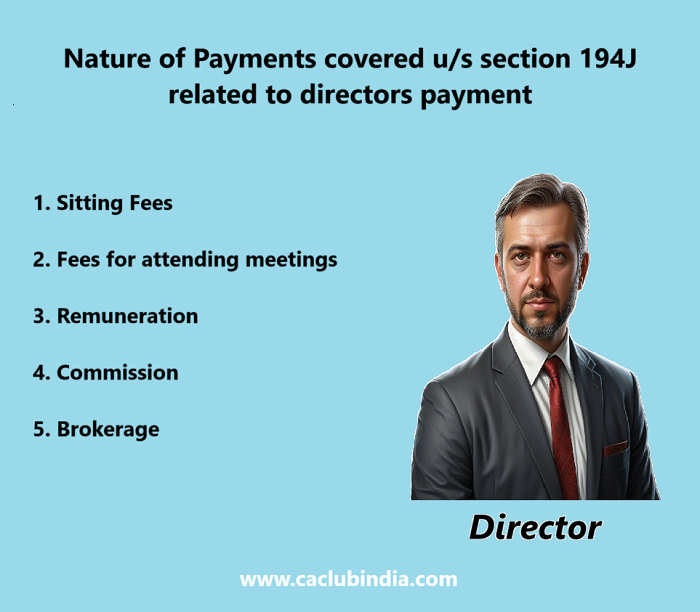 Nature of Payments covered u/s section 194J
related to directors payment
1. Sitting Fees
2. Fees for attending meetings
3. Remuneration
4. Commission
5. Brokerage
Director
www.caclubindia.com